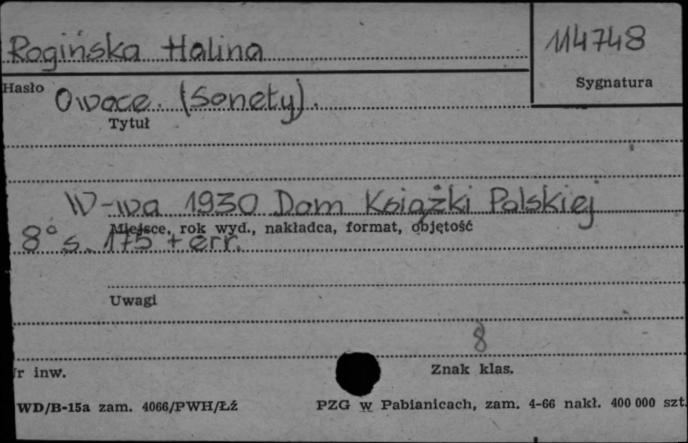 Rogińska Halina
114748
Hasło
Sygnatura
Owoce. (Sonety).
Tytuł
W-wa 1930 Dom Książki Polskiej
Miejsce, rok wyd., nakładca, format, objętość
8° s. 175 + err.
Uwagi
8
r inw.
Znak klas.
WD/B-15a zam. 4066/PWH/Łź
PZG w Pabianicach, zam. 4-66 nakł. 400 000 szt.